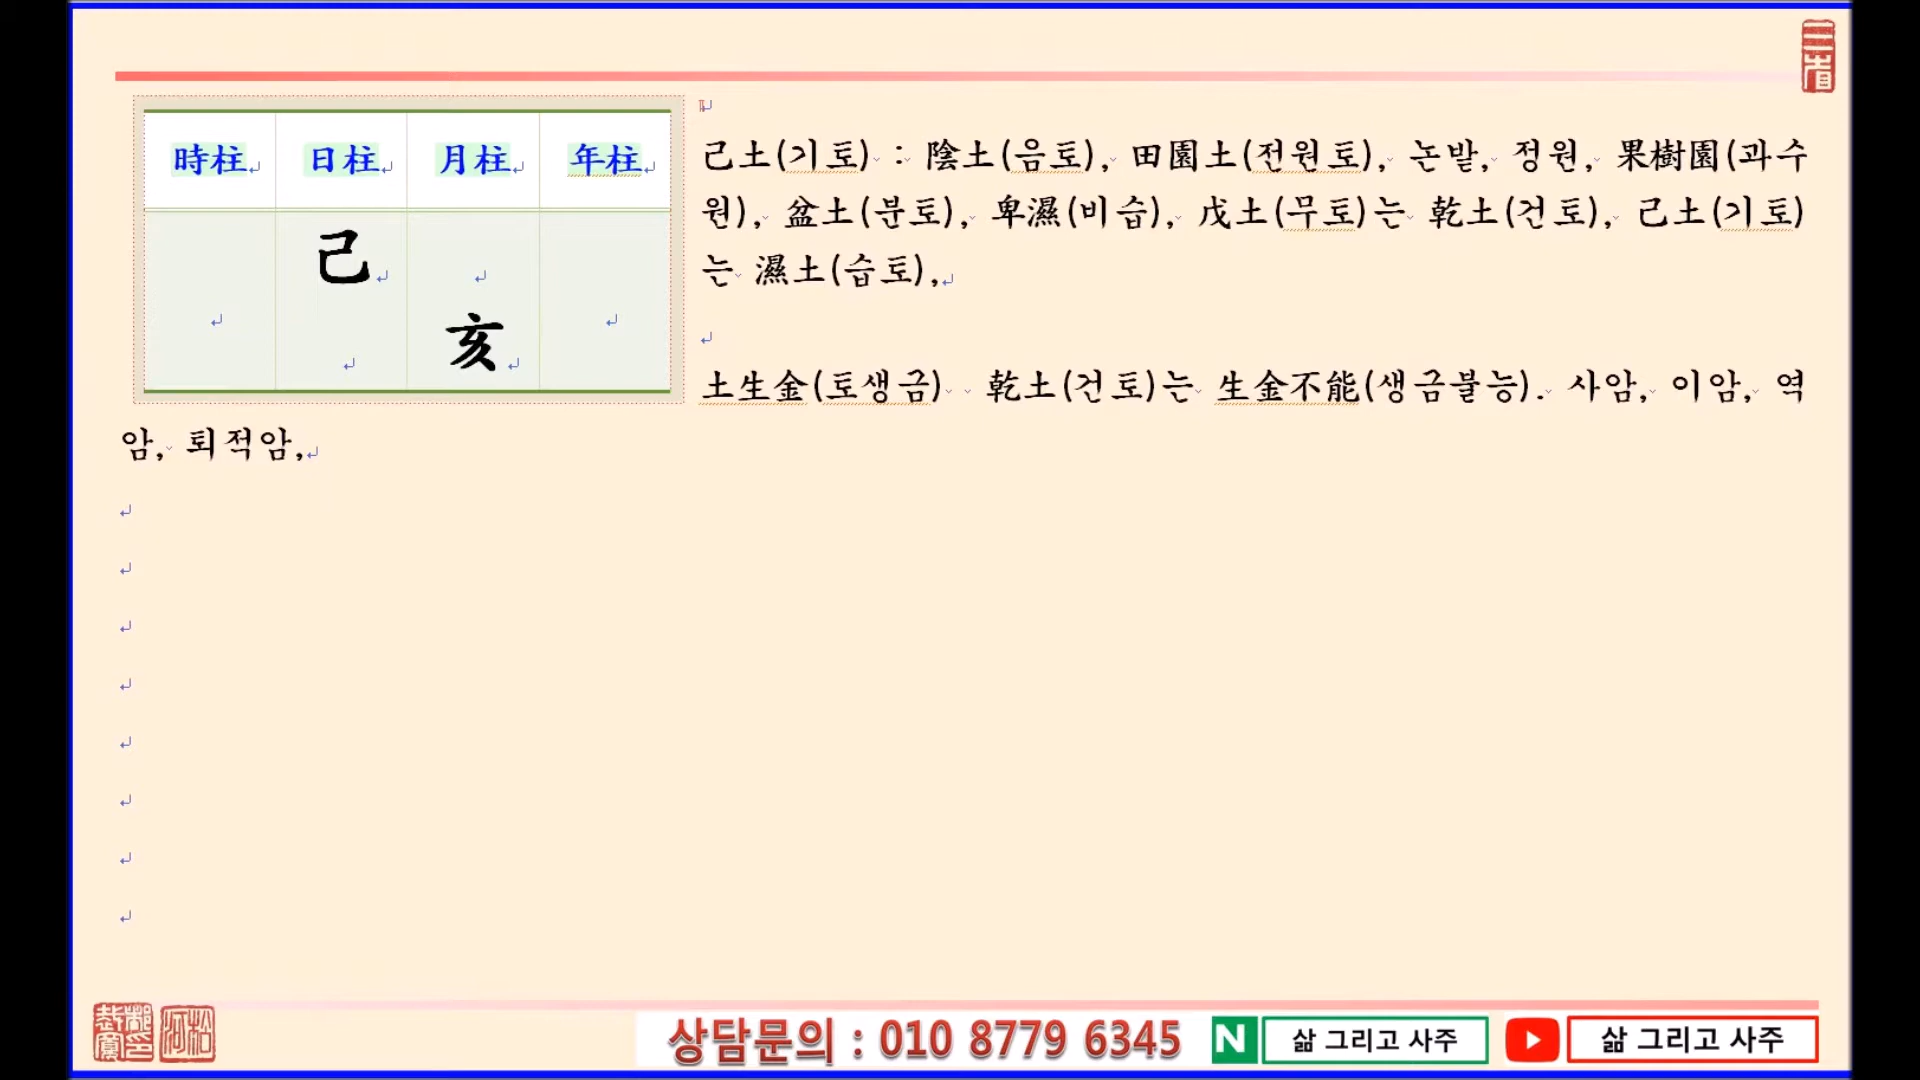 時柱 日柱 月柱 年柱
己
亥
己土(기토) : 陰土(음토), 田園土(전원토), 논밭, 정원, 果樹園(과수
원), 盆土(분토), 卑濕(비습), 戊土(무토)는 乾土(건토), 己土(기토)
는 濕土(습토),
土生金(토생금) 乾土(건토)는 生金不能(생금불능). 사암, 이암, 역
암, 퇴적암,
상담문의 : 010 8779 6345
N 삶 그리고 사주
삶 그리고 사주